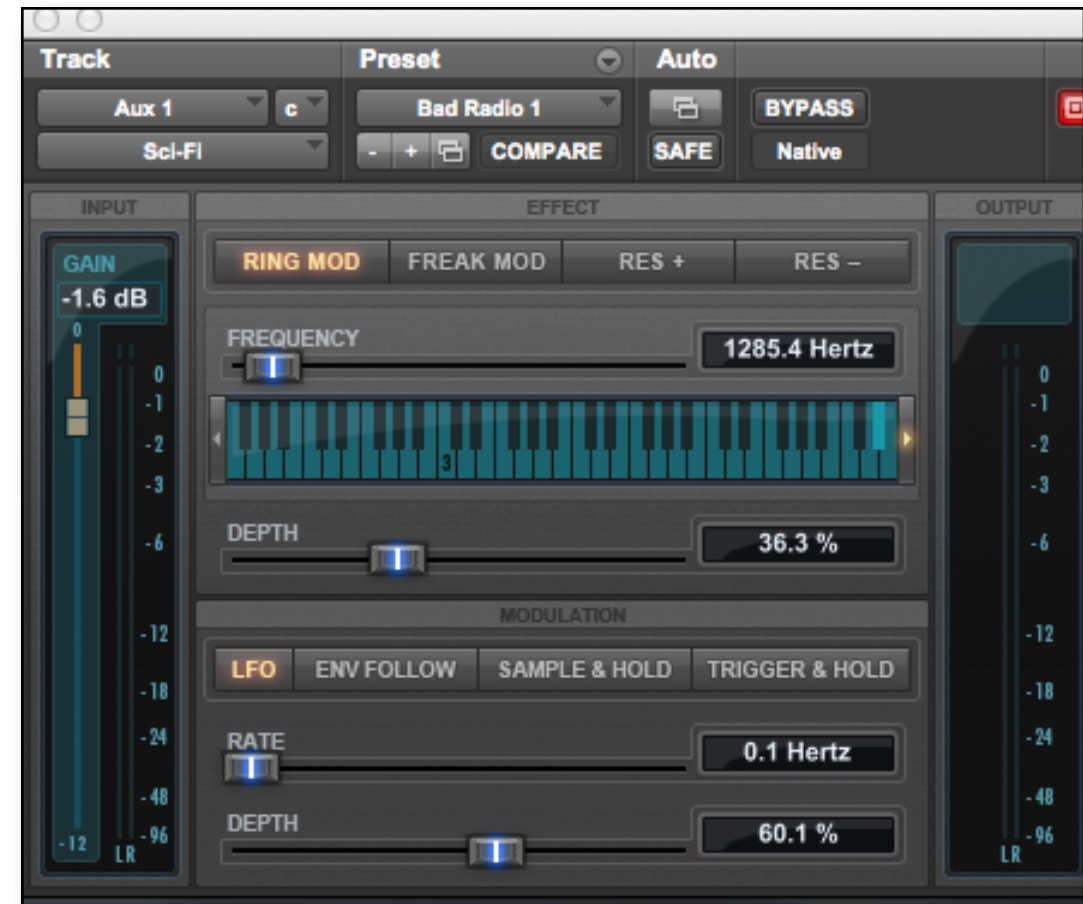 Track
Preset
Auto
Aux 1
c
Bad Radio 1
BYPASS
Sci-Fi
- + COMPARE
SAFE
Native
INPUT
EFFECT
OUTPUT
GAIN
-1.6 dB
0
0
-1
-2
-3
-6
-12
-18
-24
-48
-96
-12
LR
RING MOD
FREAK MOD
RES +
RES –
FREQUENCY
1285.4 Hertz
3
DEPTH
36.3 %
MODULATION
LFO
ENV FOLLOW
SAMPLE & HOLD
TRIGGER & HOLD
RATE
0.1 Hertz
DEPTH
60.1 %
0
-1
-2
-3
-6
-12
-18
-24
-48
-96
LR